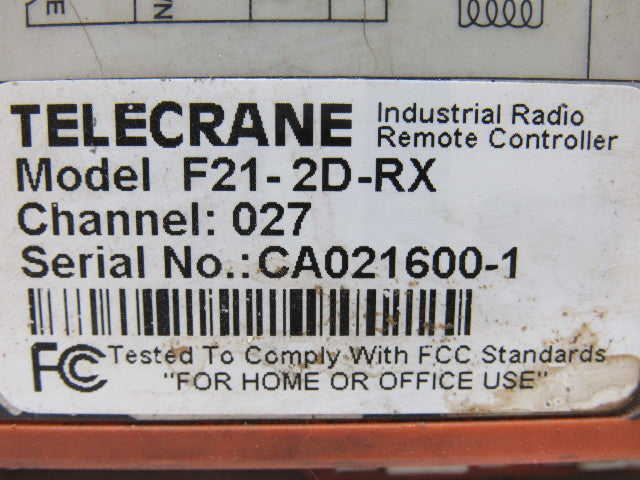 E
N
TELECRANE Industrial Radio
Remote Controller
Model F21-2D-RX
Channel: 027
Serial No.: CA021600-1
FC Tested To Comply With FCC Standards
"FOR HOME OR OFFICE USE"